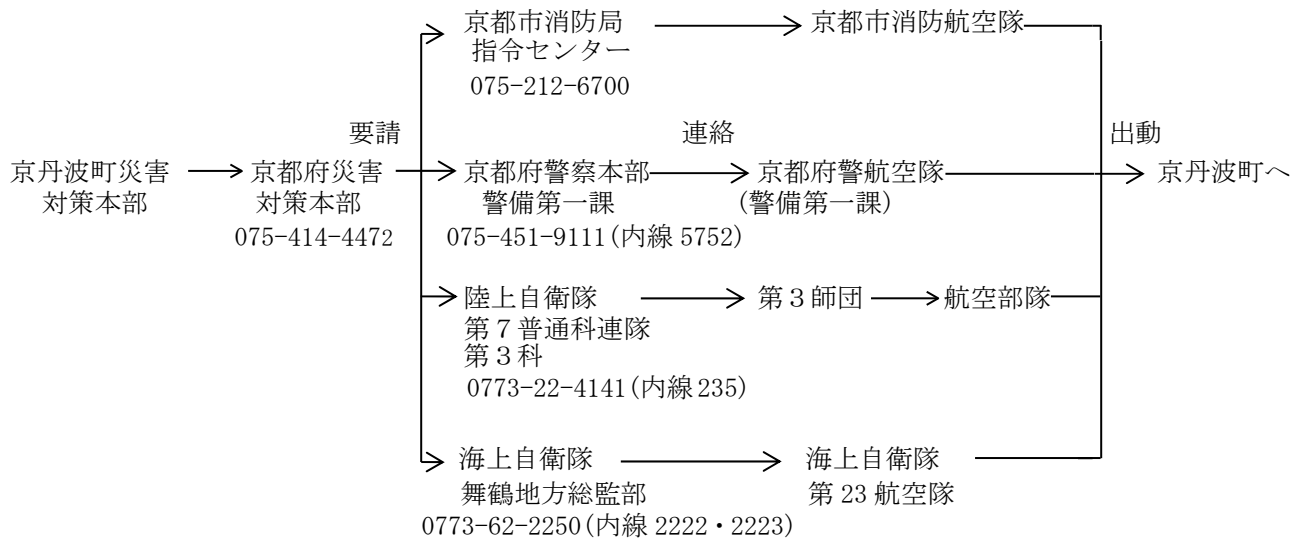 京都市消防局
指令センター
075-212-6700
京都市消防航空隊
要請
連絡
出動
京丹波町災害
対策本部
京都府災害
対策本部
075-414-4472
京都府警察本部
警備第一課
075-451-9111(内線 5752)
京都府警航空隊
(警備第一課)
京丹波町へ
陸上自衛隊
第７普通科連隊
第３科
0773-22-4141(内線 235)
第３師団
航空部隊
海上自衛隊
舞鶴地方総監部
0773-62-2250(内線 2222・2223)
海上自衛隊
第 23 航空隊